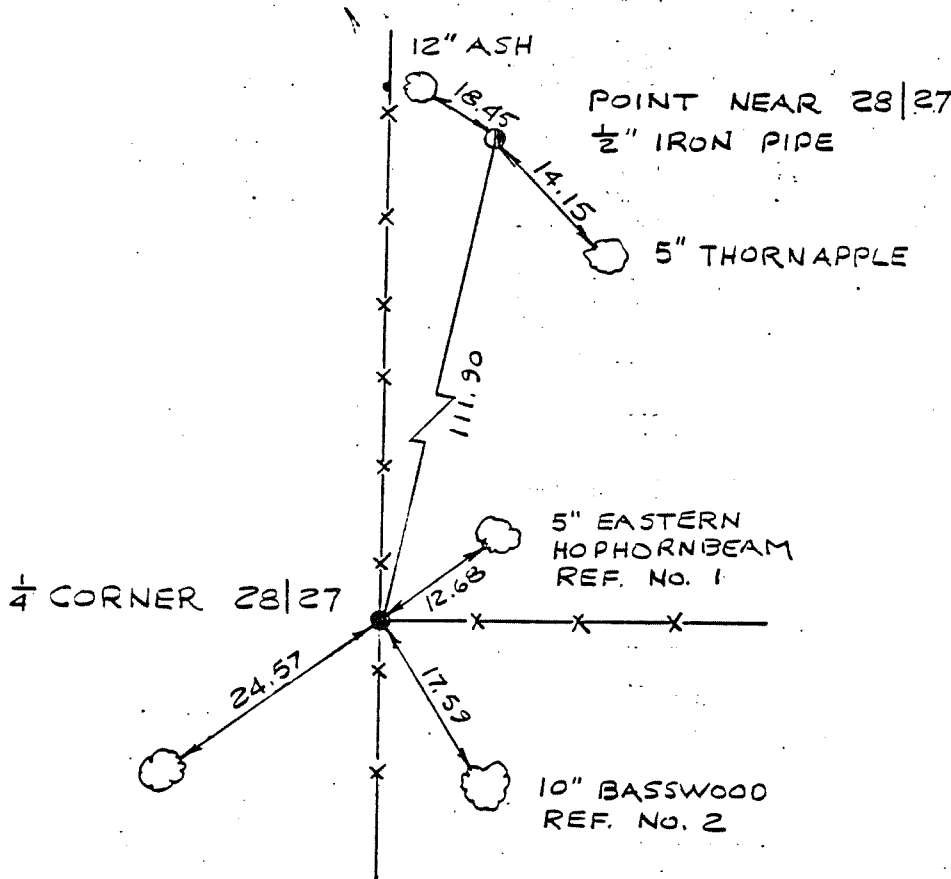 12" ASH
18.45
POINT NEAR 28|27
1/2" IRON PIPE
14.15
5" THORNAPPLE
111.90
5" EASTERN
HOPHORNBEAM
REF. No. 1
12.68
1/4 CORNER 28|27
24.57
17.59
10" BASSWOOD
REF. No. 2